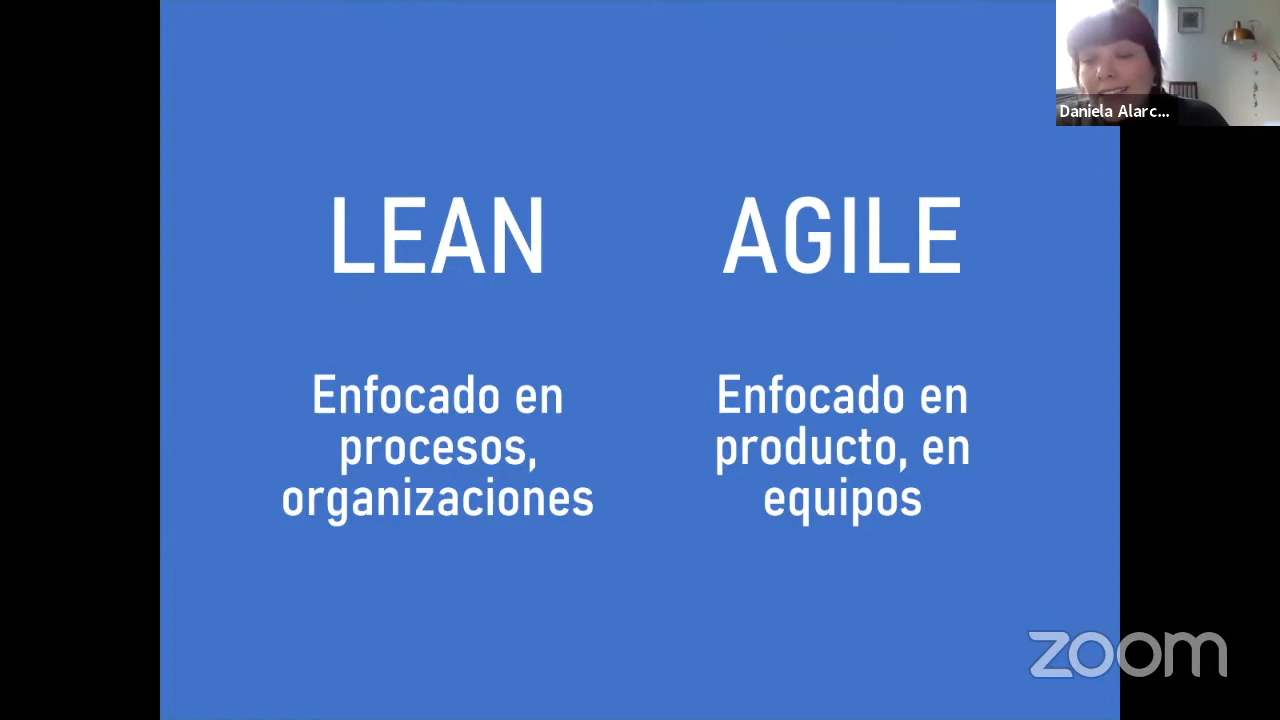 LEAN
Enfocado en
procesos,
organizaciones
AGILE
Enfocado en
producto, en
equipos
Daniela Alarc...
zoom